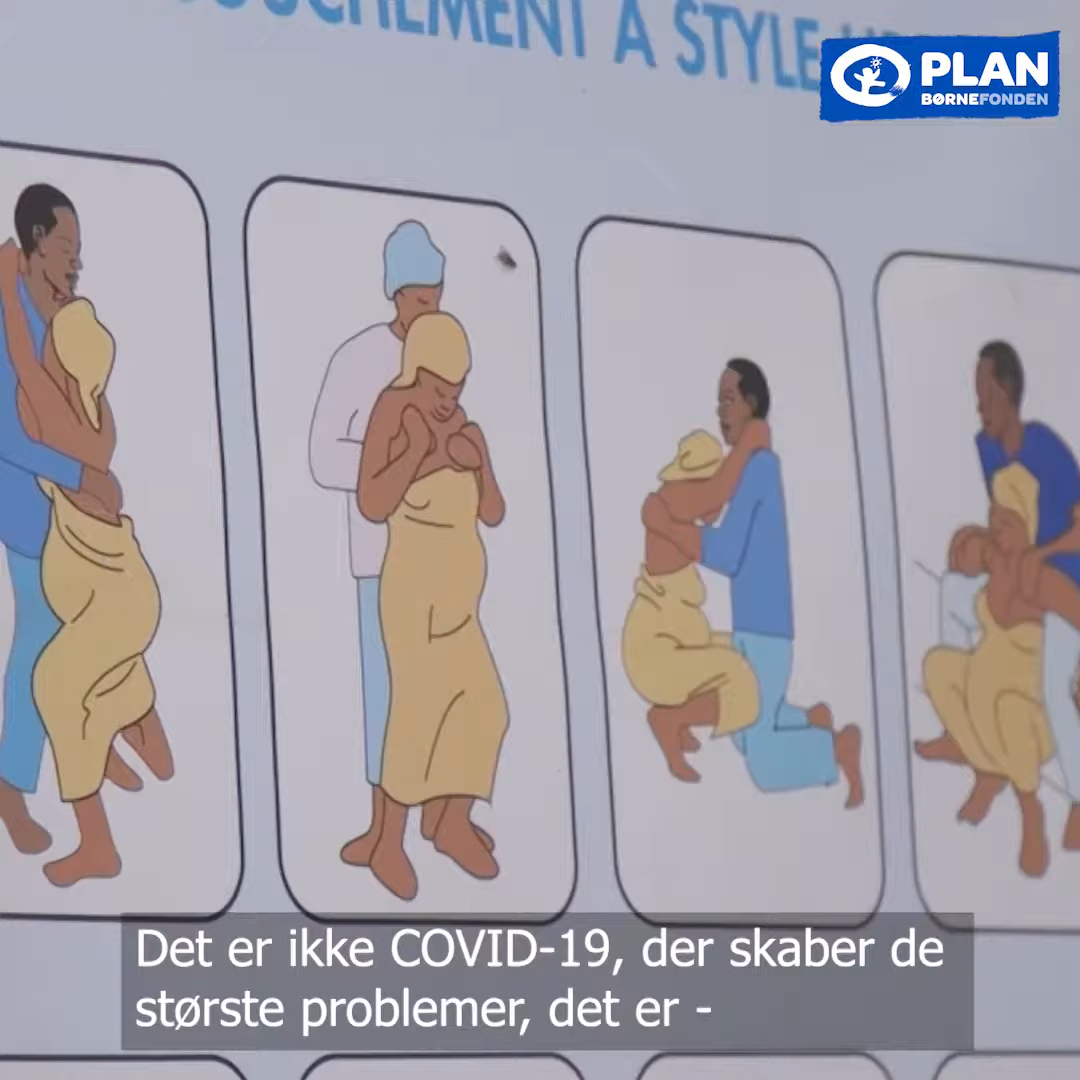 A STYLE
PLAN
BØRNEFONDEN
Det er ikke COVID-19, der skaber de
største problemer, det er -